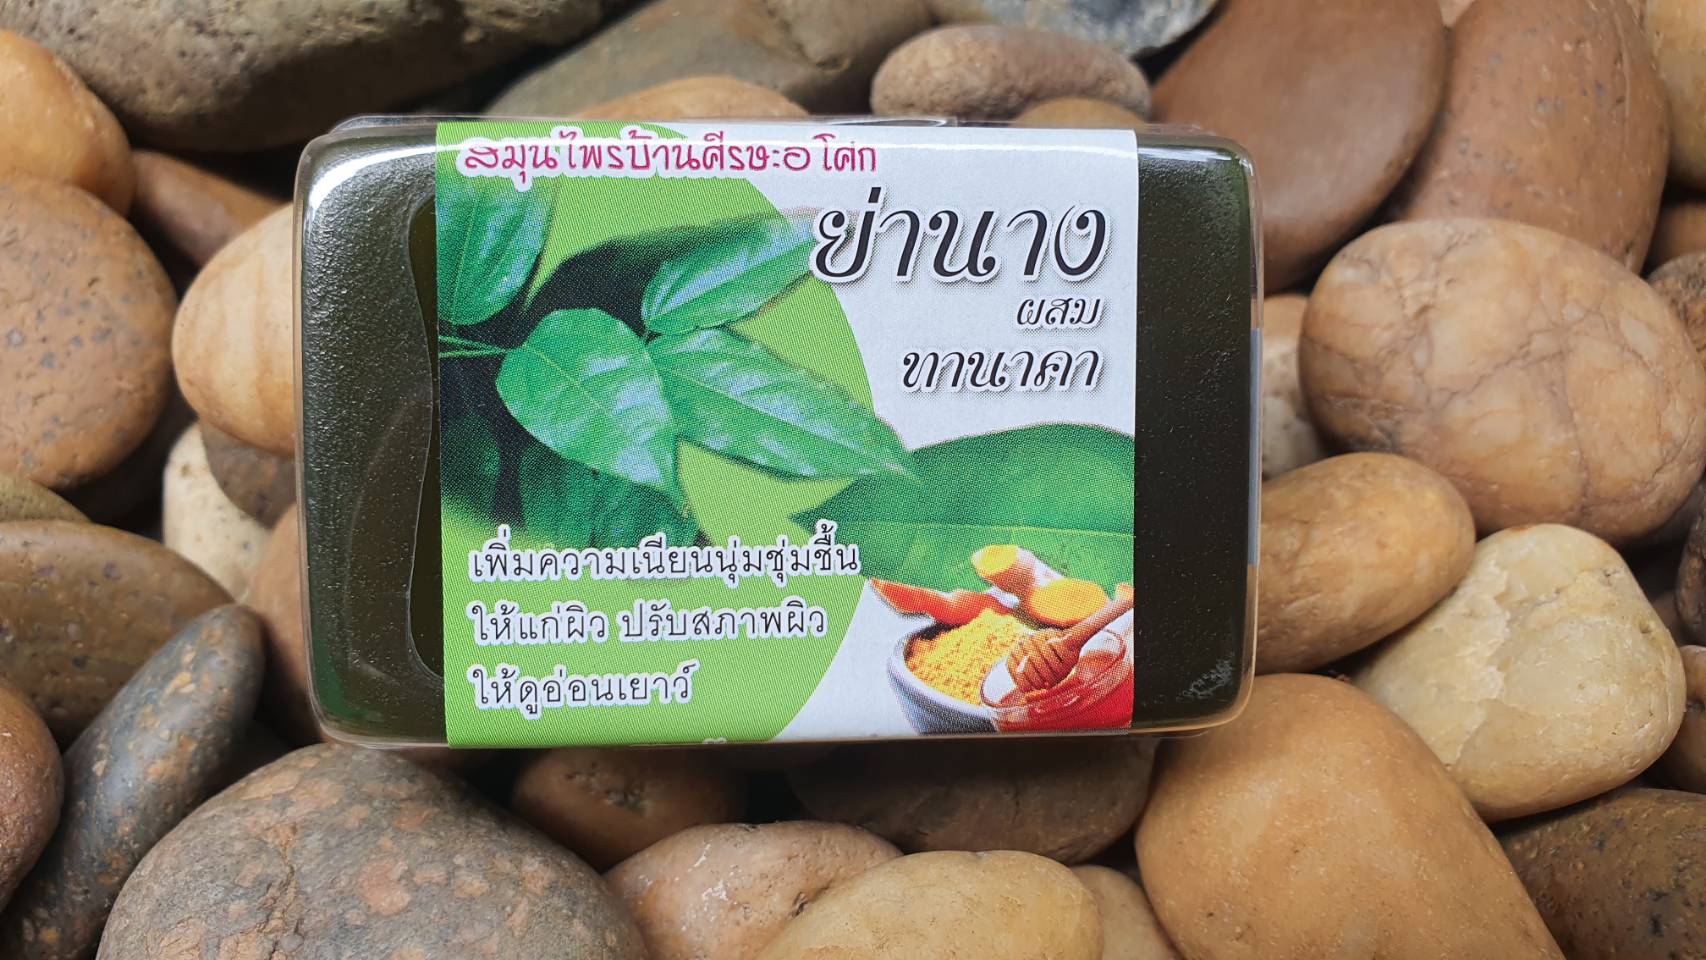 สมุนไพรบ้านศีรษะอโศก
ย่านาง
ผสม
ทานาคา
เพิ่มความเนียนนุ่มชุ่มชื้น
ให้แก่ผิว ปรับสภาพผิว
ให้ดูอ่อนเยาว์